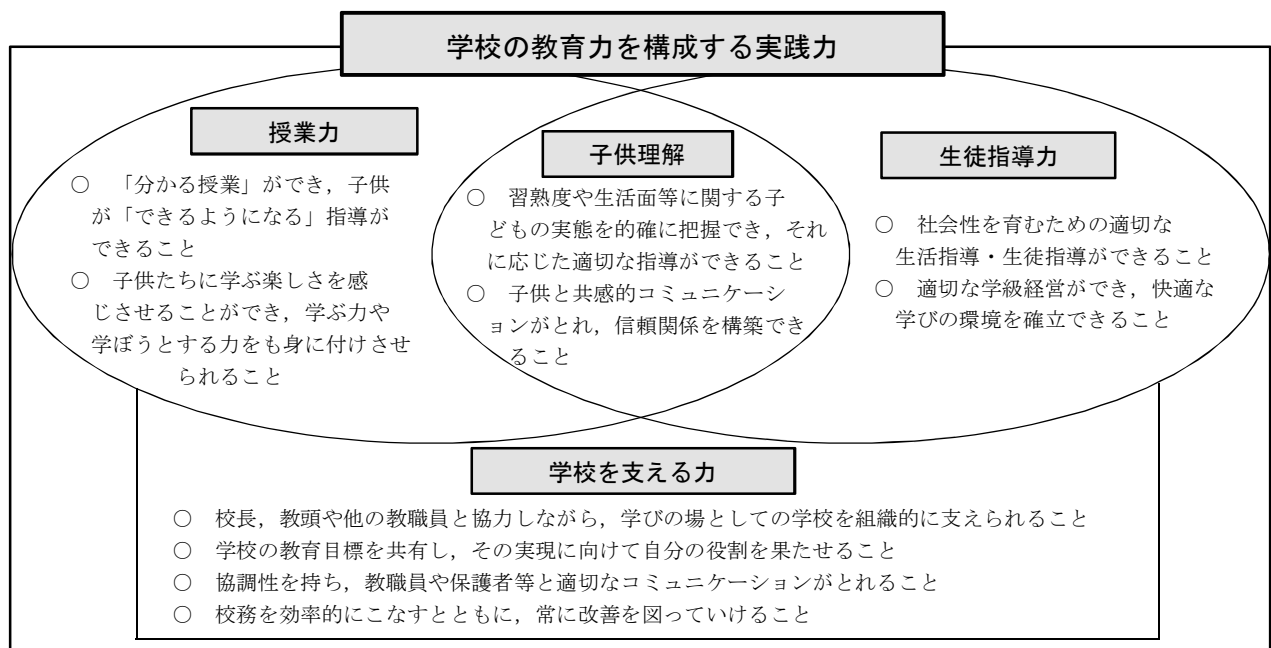 学校の教育力を構成する実践力
授業力
○ 「分かる授業」ができ，子供
が「できるようになる」指導が
できること
○ 子供たちに学ぶ楽しさを感
じさせることができ，学ぶ力や
学ぼうとする力をも身に付けさせ
られること
子供理解
○ 習熟度や生活面等に関する子
どもの実態を的確に把握でき，それ
に応じた適切な指導ができること
○ 子供と共感的コミュニケーシ
ョンがとれ，信頼関係を構築でき
ること
生徒指導力
○ 社会性を育むための適切な
生活指導・生徒指導ができること
○ 適切な学級経営ができ，快適な
学びの環境を確立できること
学校を支える力
○ 校長，教頭や他の教職員と協力しながら，学びの場としての学校を組織的に支えられること
○ 学校の教育目標を共有し，その実現に向けて自分の役割を果たせること
○ 協調性を持ち，教職員や保護者等と適切なコミュニケーションがとれること
○ 校務を効率的にこなすとともに，常に改善を図っていけること